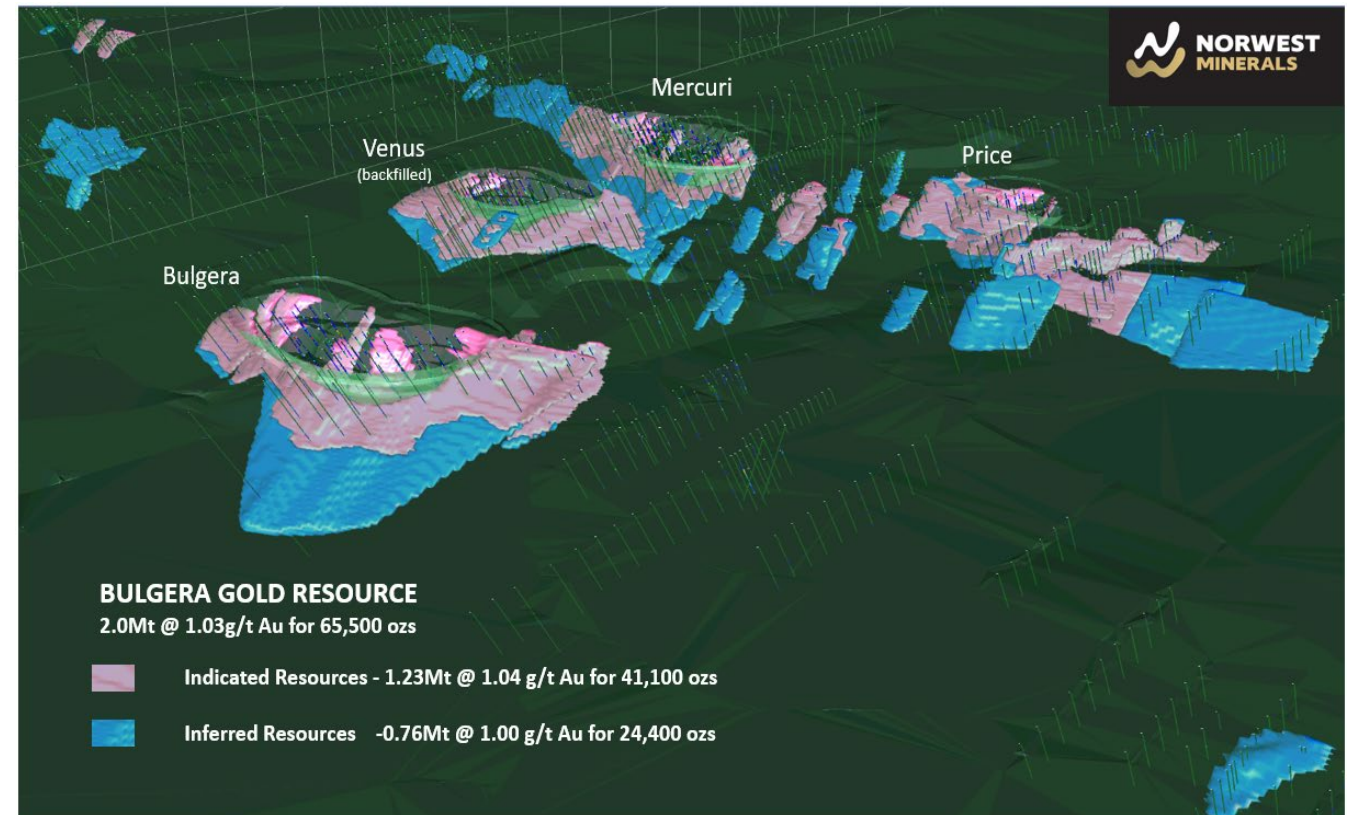 NORWEST
MINERALS
Mercuri
Venus
(backfilled)
Price
Bulgera
BULGERA GOLD RESOURCE
2.0Mt @ 1.03g/t Au for 65,500 ozs
Indicated Resources - 1.23Mt @ 1.04 g/t Au for 41,100 ozs
Inferred Resources -0.76Mt @ 1.00 g/t Au for 24,400 ozs